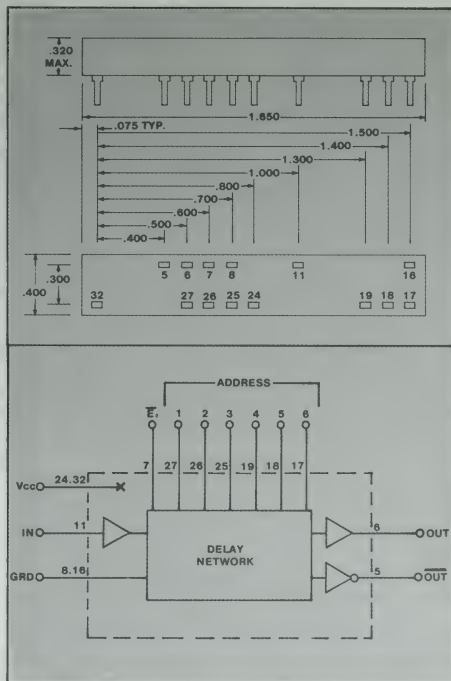 .320
MAX.
1.650
.075 TYP.
1.500
1.400
1.300
1.000
.800
.700
.600
.500
.400
5 6 7 8 11 16
.400
.300
32 27 26 25 24 19 18 17
ADDRESS
1 2 3 4 5 6
7 27 26 25 19 18 17
Vcc 24.32
IN 11
DELAY
NETWORK
6 OUT
GRD 8.16
5 OUT